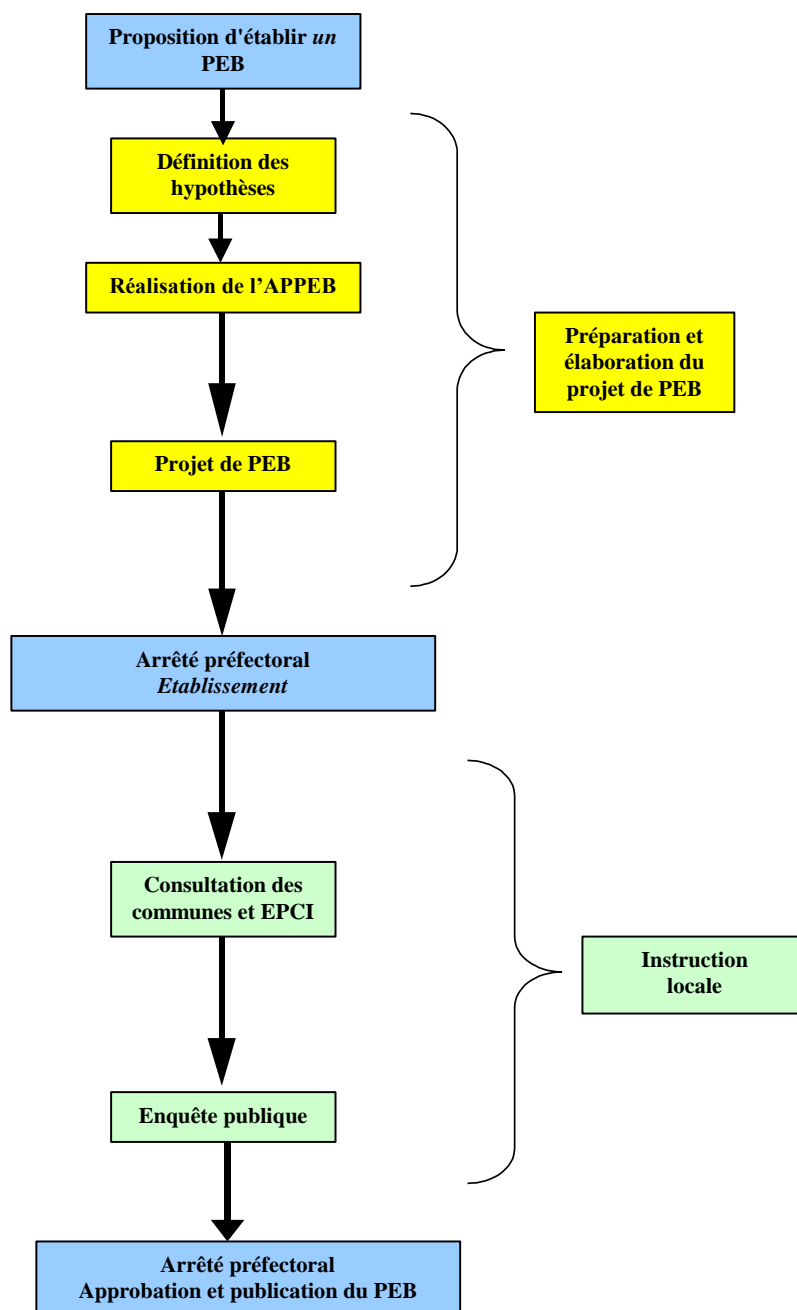 Proposition d'établir un
PEB
Définition des
hypothèses
Réalisation de l’APPEB
Préparation et
élaboration du
projet de PEB
Projet de PEB
Arrêté préfectoral
Etablissement
Consultation des
communes et EPCI
Instruction
locale
Enquête publique
Arrêté préfectoral
Approbation et publication du PEB